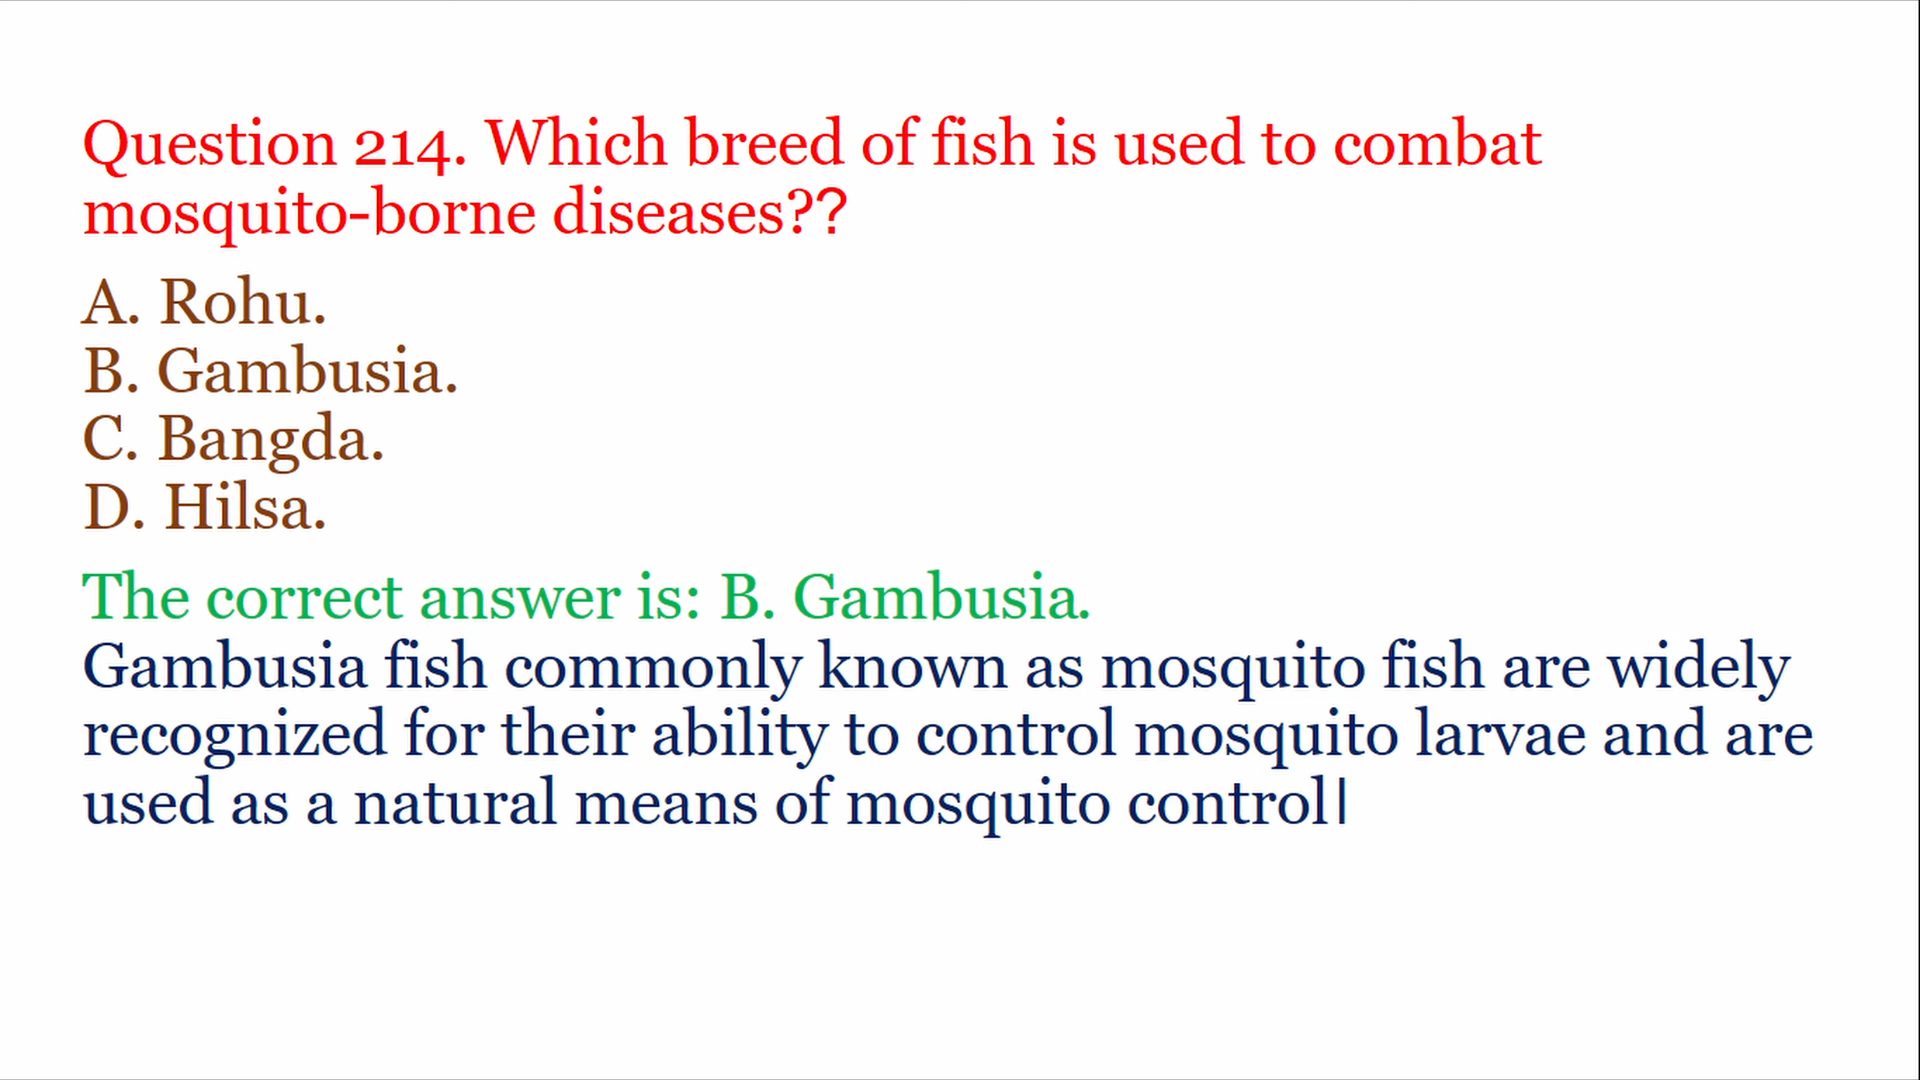 Question 214. Which breed of fish is used to combat
mosquito-borne diseases??
A. Rohu.
B. Gambusia.
C. Bangda.
D. Hilsa.
The correct answer is: B. Gambusia.
Gambusia fish commonly known as mosquito fish are widely
recognized for their ability to control mosquito larvae and are
used as a natural means of mosquito control